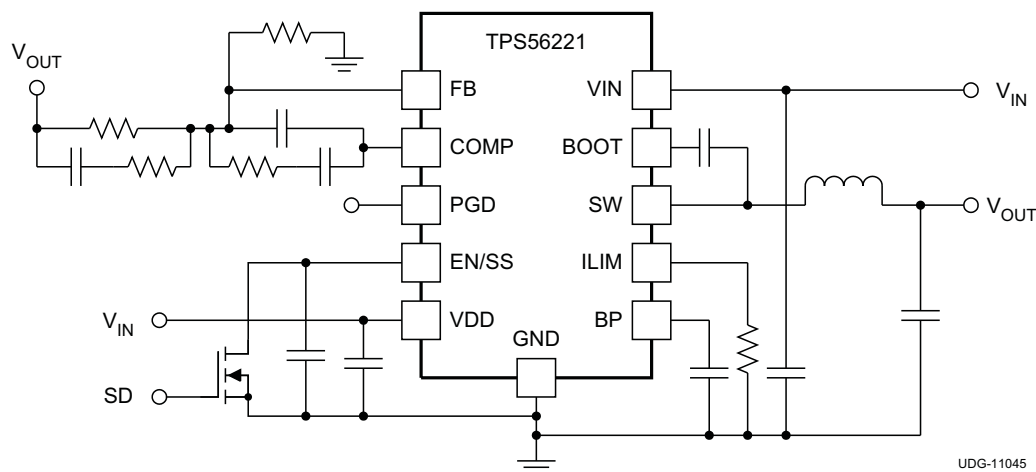 TPS56221
V_OUT
FB
VIN
V_IN
COMP
BOOT
PGD
SW
V_OUT
EN/SS
ILIM
V_IN
VDD
BP
GND
SD
UDG-11045